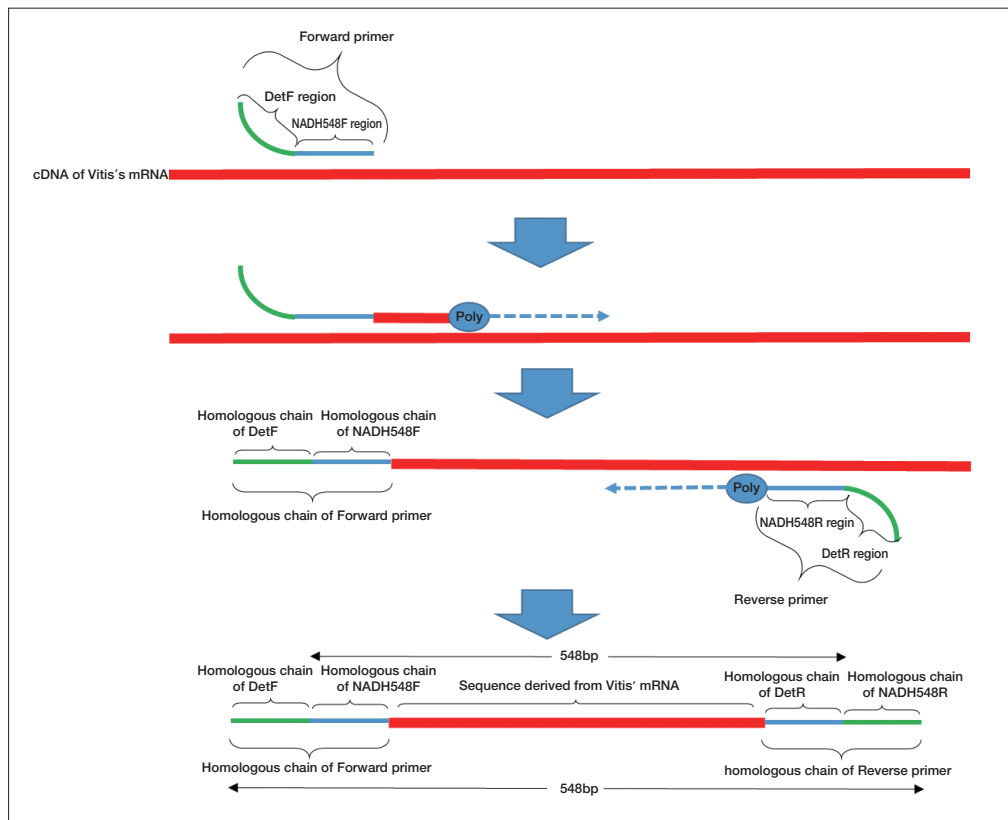 Forward primer
DetF region
NADH548F region
cDNA of Vitis's mRNA
Poly
Homologous chain
of DetF
Homologous chain
of NADH548F
Homologous chain of Forward primer
Poly
NADH548R regin
DetR region
Reverse primer
548bp
Homologous chain
of DetF
Homologous chain
of NADH548F
Sequence derived from Vitis' mRNA
Homologous chain
of DetR
Homologous chain
of NADH548R
Homologous chain of Forward primer
homologous chain of Reverse primer
548bp